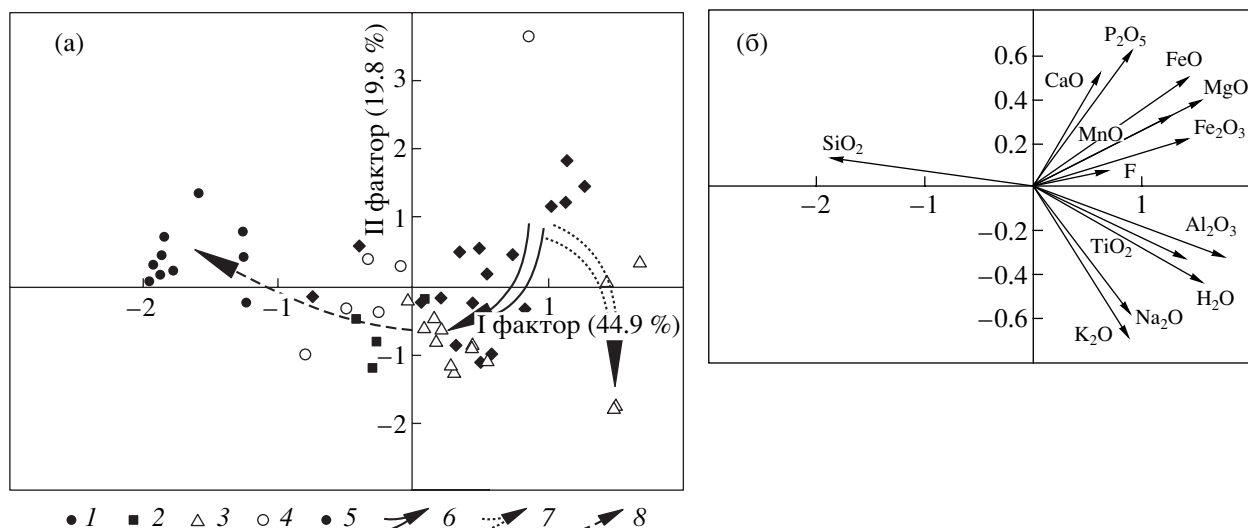 (а)
II фактор (19.8 %)
3
2
1
−2
−1
1
I фактор (44.9 %)
−1
−2
1 2 3 4 5 6 7 8
(б)
0.6
0.4
0.2
−0.2
−0.4
−0.6
−2
−1
1
P2O5
CaO
FeO
MgO
MnO
Fe2O3
SiO2
F
Al2O3
TiO2
H2O
Na2O
K2O